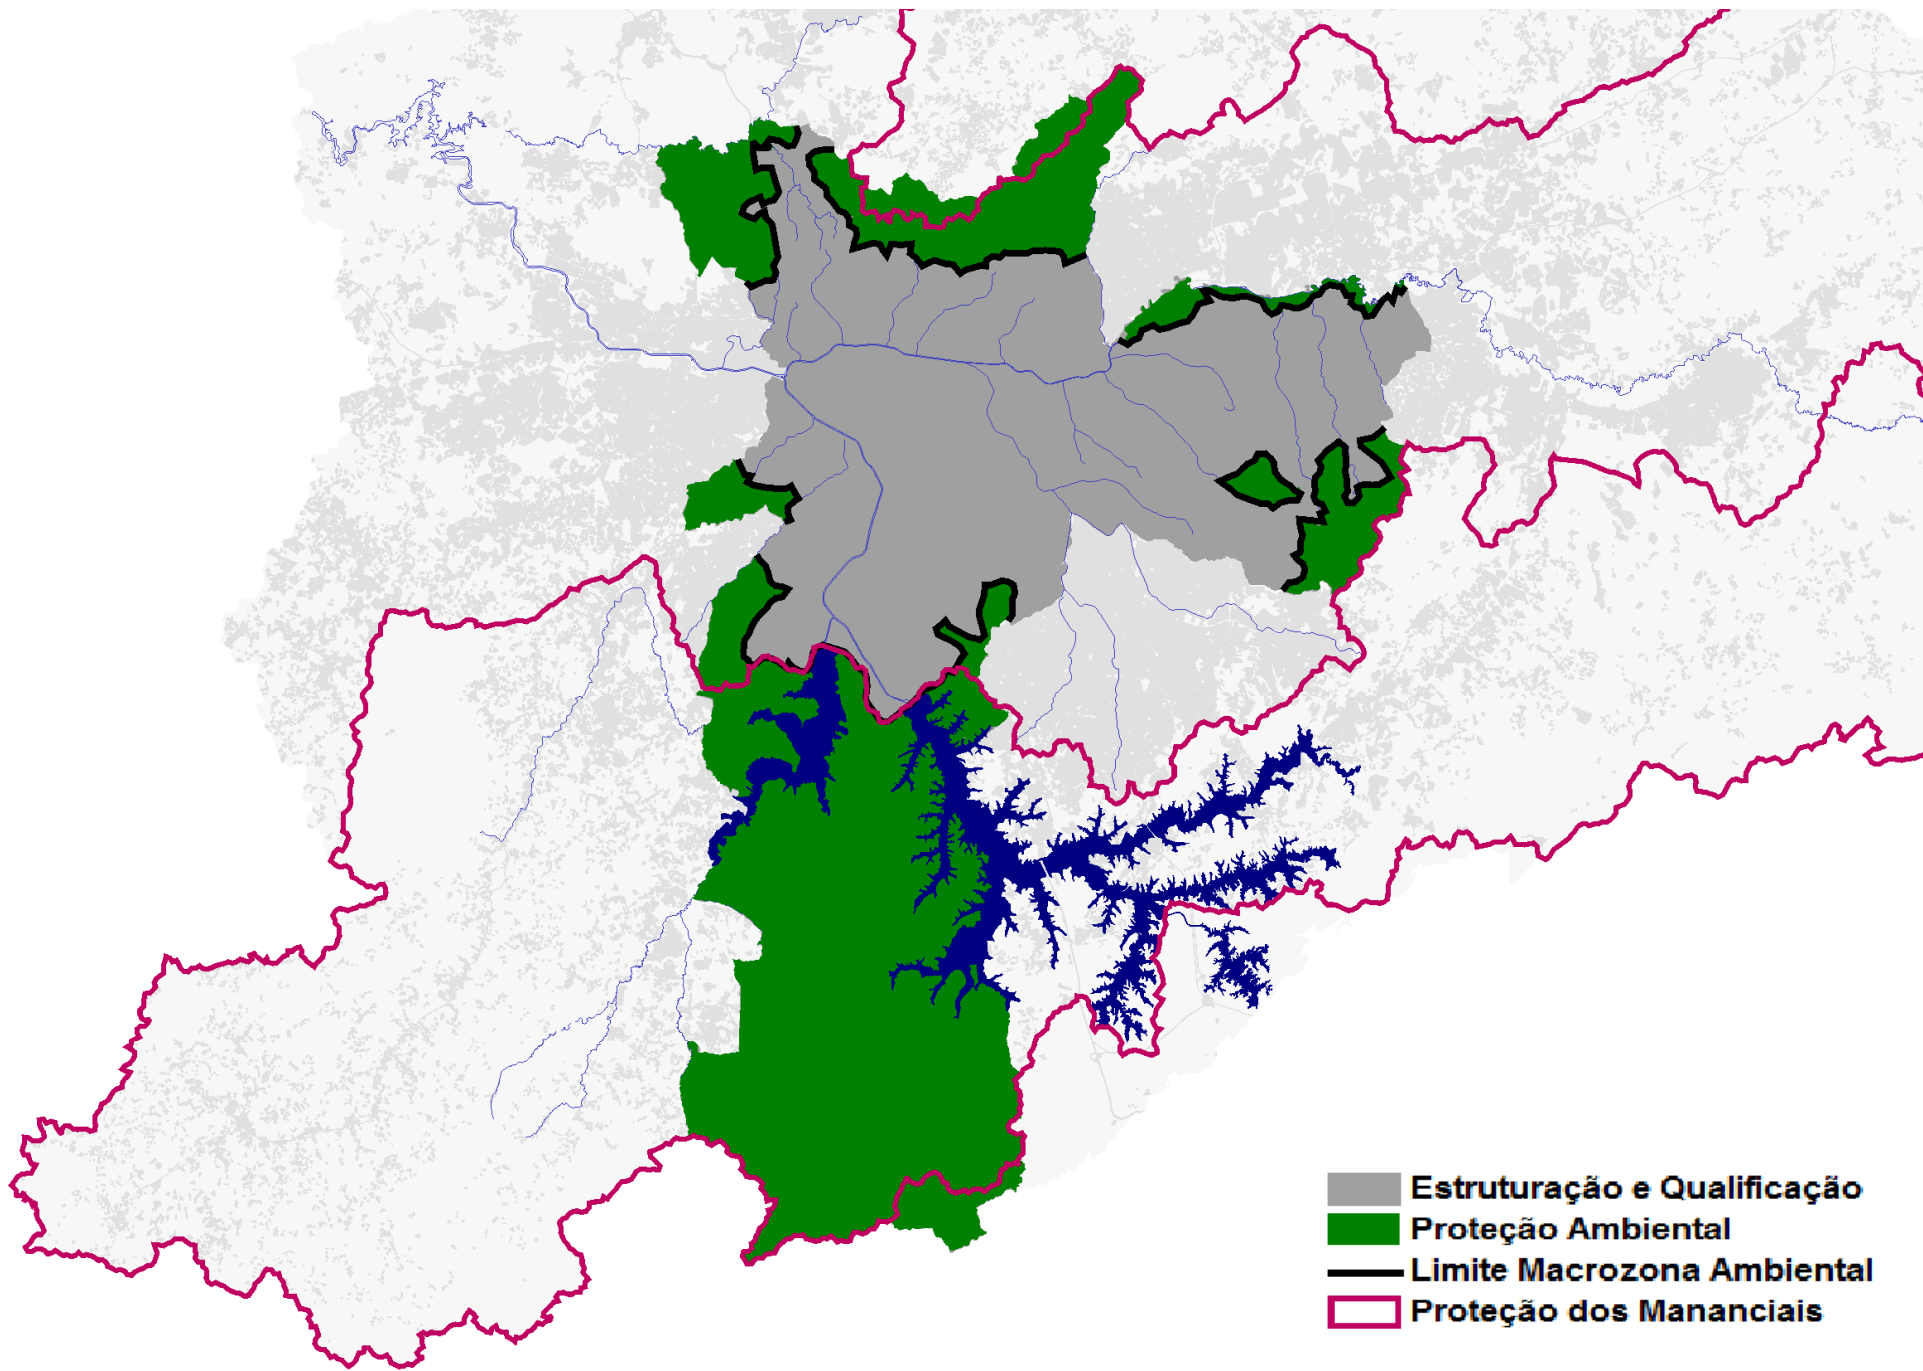 Estruturação e Qualificação
Proteção Ambiental
Limite Macrozona Ambiental
Proteção dos Mananciais